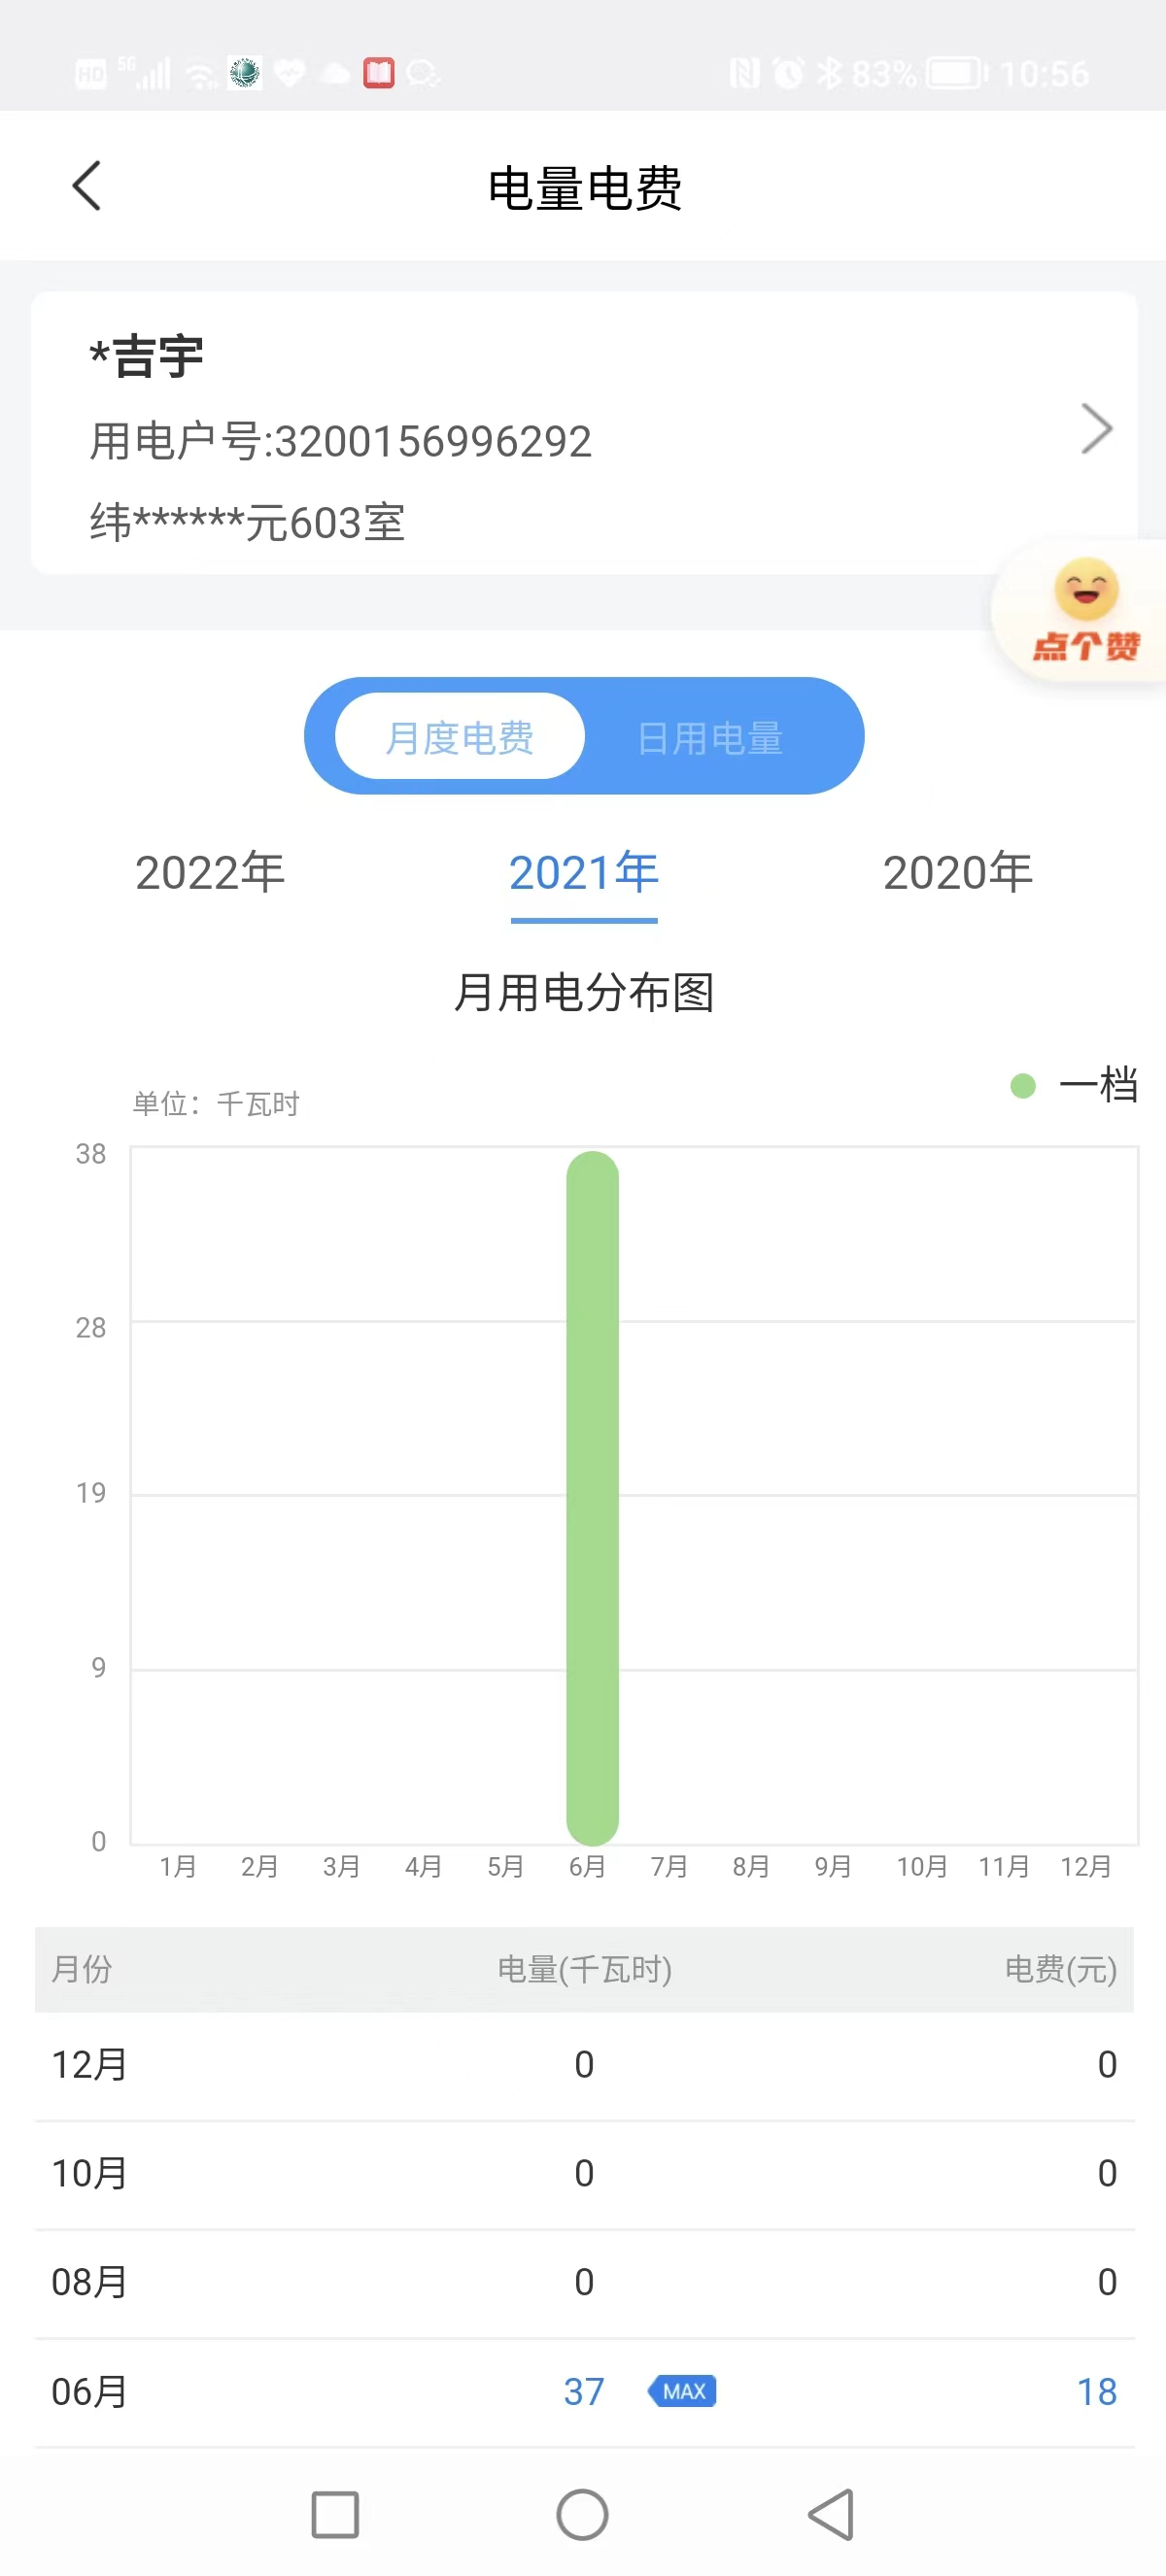 HD 5G 83% 10:56
电量电费
*吉宇
用电户号:3200156996292
纬******元603室
点个赞
月度电费 日用电量
2022年 2021年 2020年
月用电分布图
一档
单位：千瓦时
38
28
19
9
0
1月 2月 3月 4月 5月 6月 7月 8月 9月 10月 11月 12月
月份 电量(千瓦时) 电费(元)
12月 0 0
10月 0 0
08月 0 0
06月 37 MAX 18